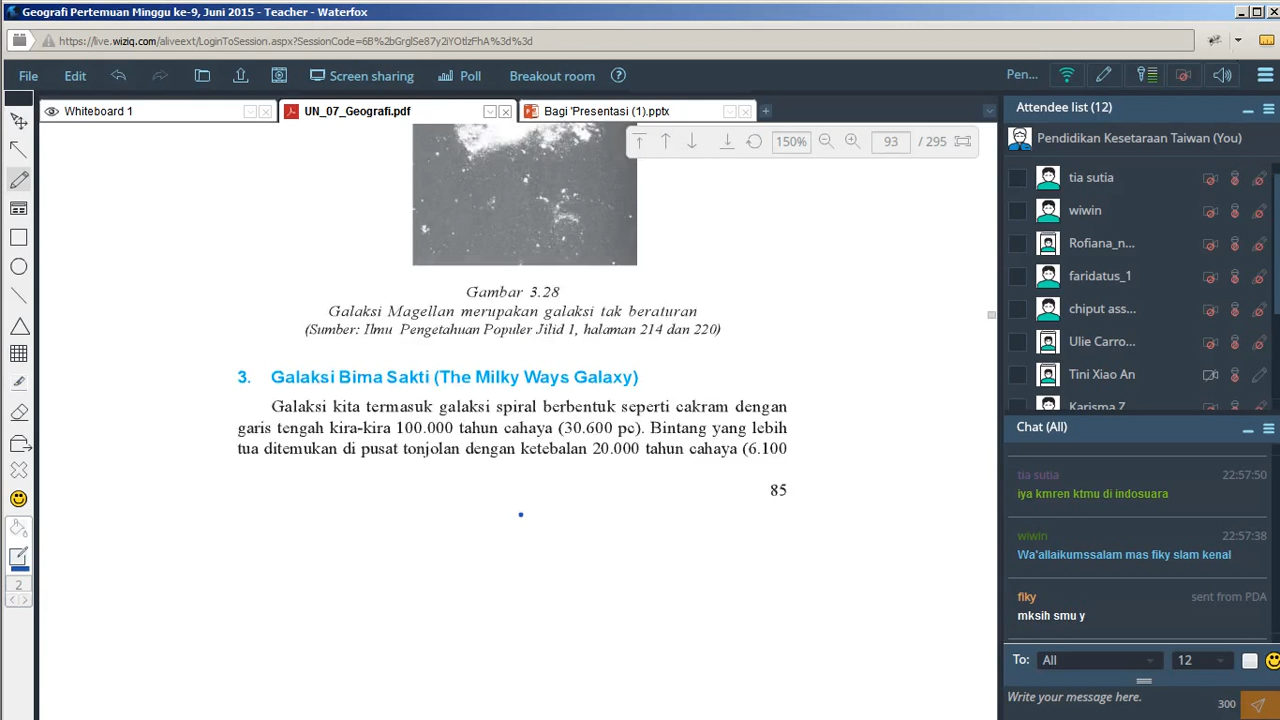 Geografi Pertemuan Minggu ke-9, Juni 2015 - Teacher - Waterfox
https://live.wiziq.com/aliveext/LoginToSession.aspx?SessionCode=6B%2bGrglSe87y2iYOtlzFhA%3d%3d
File Edit Screen sharing Poll Breakout room Pen...
Whiteboard 1 UN_07_Geografi.pdf Bagi 'Presentasi (1).pptx
150% 93 / 295
Gambar 3.28
Galaksi Magellan merupakan galaksi tak beraturan
(Sumber: Ilmu Pengetahuan Populer Jilid 1, halaman 214 dan 220)
3. Galaksi Bima Sakti (The Milky Ways Galaxy)
Galaksi kita termasuk galaksi spiral berbentuk seperti cakram dengan
garis tengah kira-kira 100.000 tahun cahaya (30.600 pc). Bintang yang lebih
tua ditemukan di pusat tonjolan dengan ketebalan 20.000 tahun cahaya (6.100
85
2
Attendee list (12)
Pendidikan Kesetaraan Taiwan (You)
tia sutia
wiwin
Rofiana_n...
faridatus_1
chiput ass...
Ulie Carro...
Tini Xiao An
Karisma Z
Chat (All)
tia sutia 22:57:50
iya kmren ktmu di indosuara
wiwin 22:57:38
Wa'allaikumssalam mas fiky slam kenal
fiky sent from PDA
mksih smu y
To: All 12
Write your message here. 300